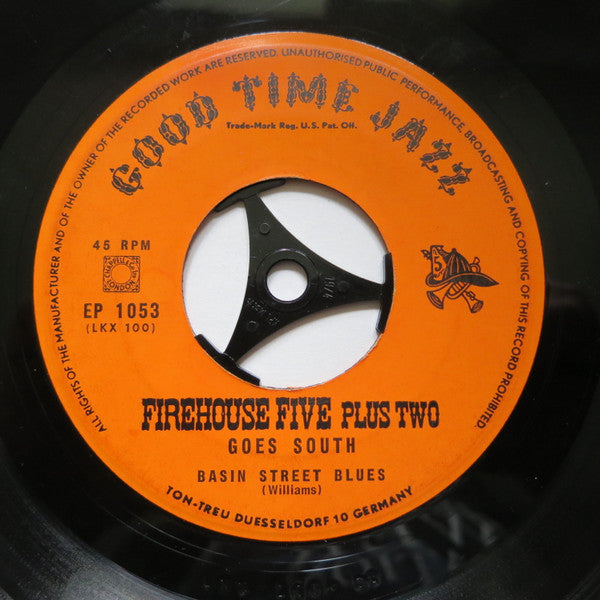 ALL RIGHTS OF THE MANUFACTURER AND OF THE OWNER OF THE RECORDED WORK ARE RESERVED. UNAUTHORISED PUBLIC PERFORMANCE, BROADCASTING AND COPYING OF THIS RECORD PROHIBITED.
GOOD TIME JAZZ
Trade-Mark Reg. U.S. Pat. Off.
45 RPM
LONDON
5
EP 1053
(LKX 100)
FIREHOUSE FIVE PLUS TWO
GOES SOUTH
BASIN STREET BLUES
(Williams)
TON-TREU DUESSELDORF 10 GERMANY